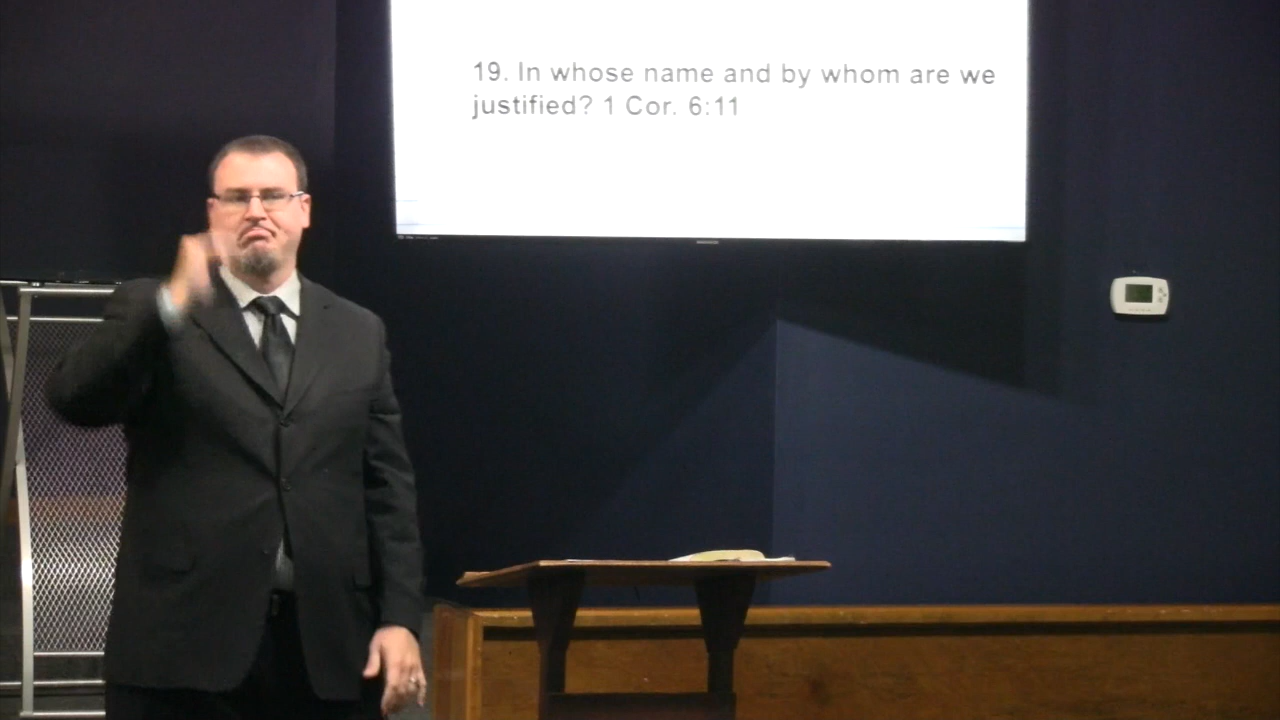 19. In whose name and by whom are we
justified? 1 Cor. 6:11